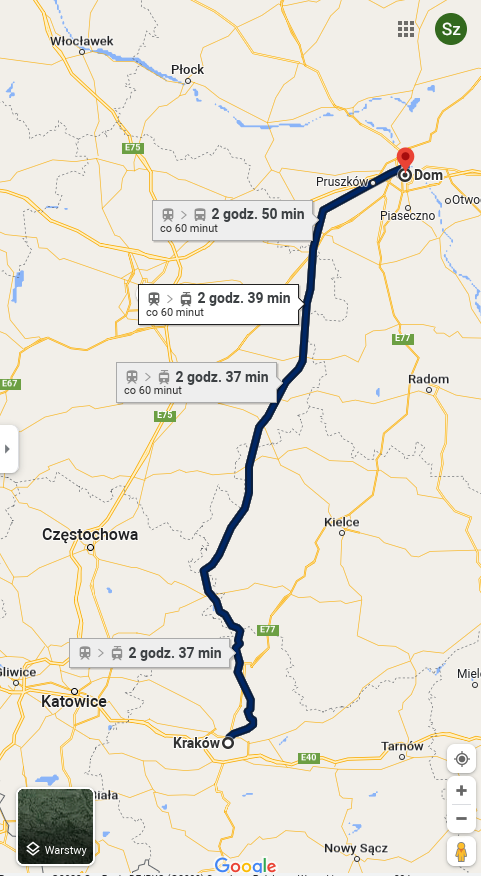 Włocławek
Sz
Płock
E75
Pruszków
Dom
Otwo
Piaseczno
2 godz. 50 min
co 60 minut
2 godz. 39 min
co 60 minut
E77
2 godz. 37 min
co 60 minut
Radom
E67
E75
Kielce
Częstochowa
E77
2 godz. 37 min
Gliwice
Katowice
Miele
Kraków
E40
Tarnów
Biała
Warstwy
Nowy Sącz
Google